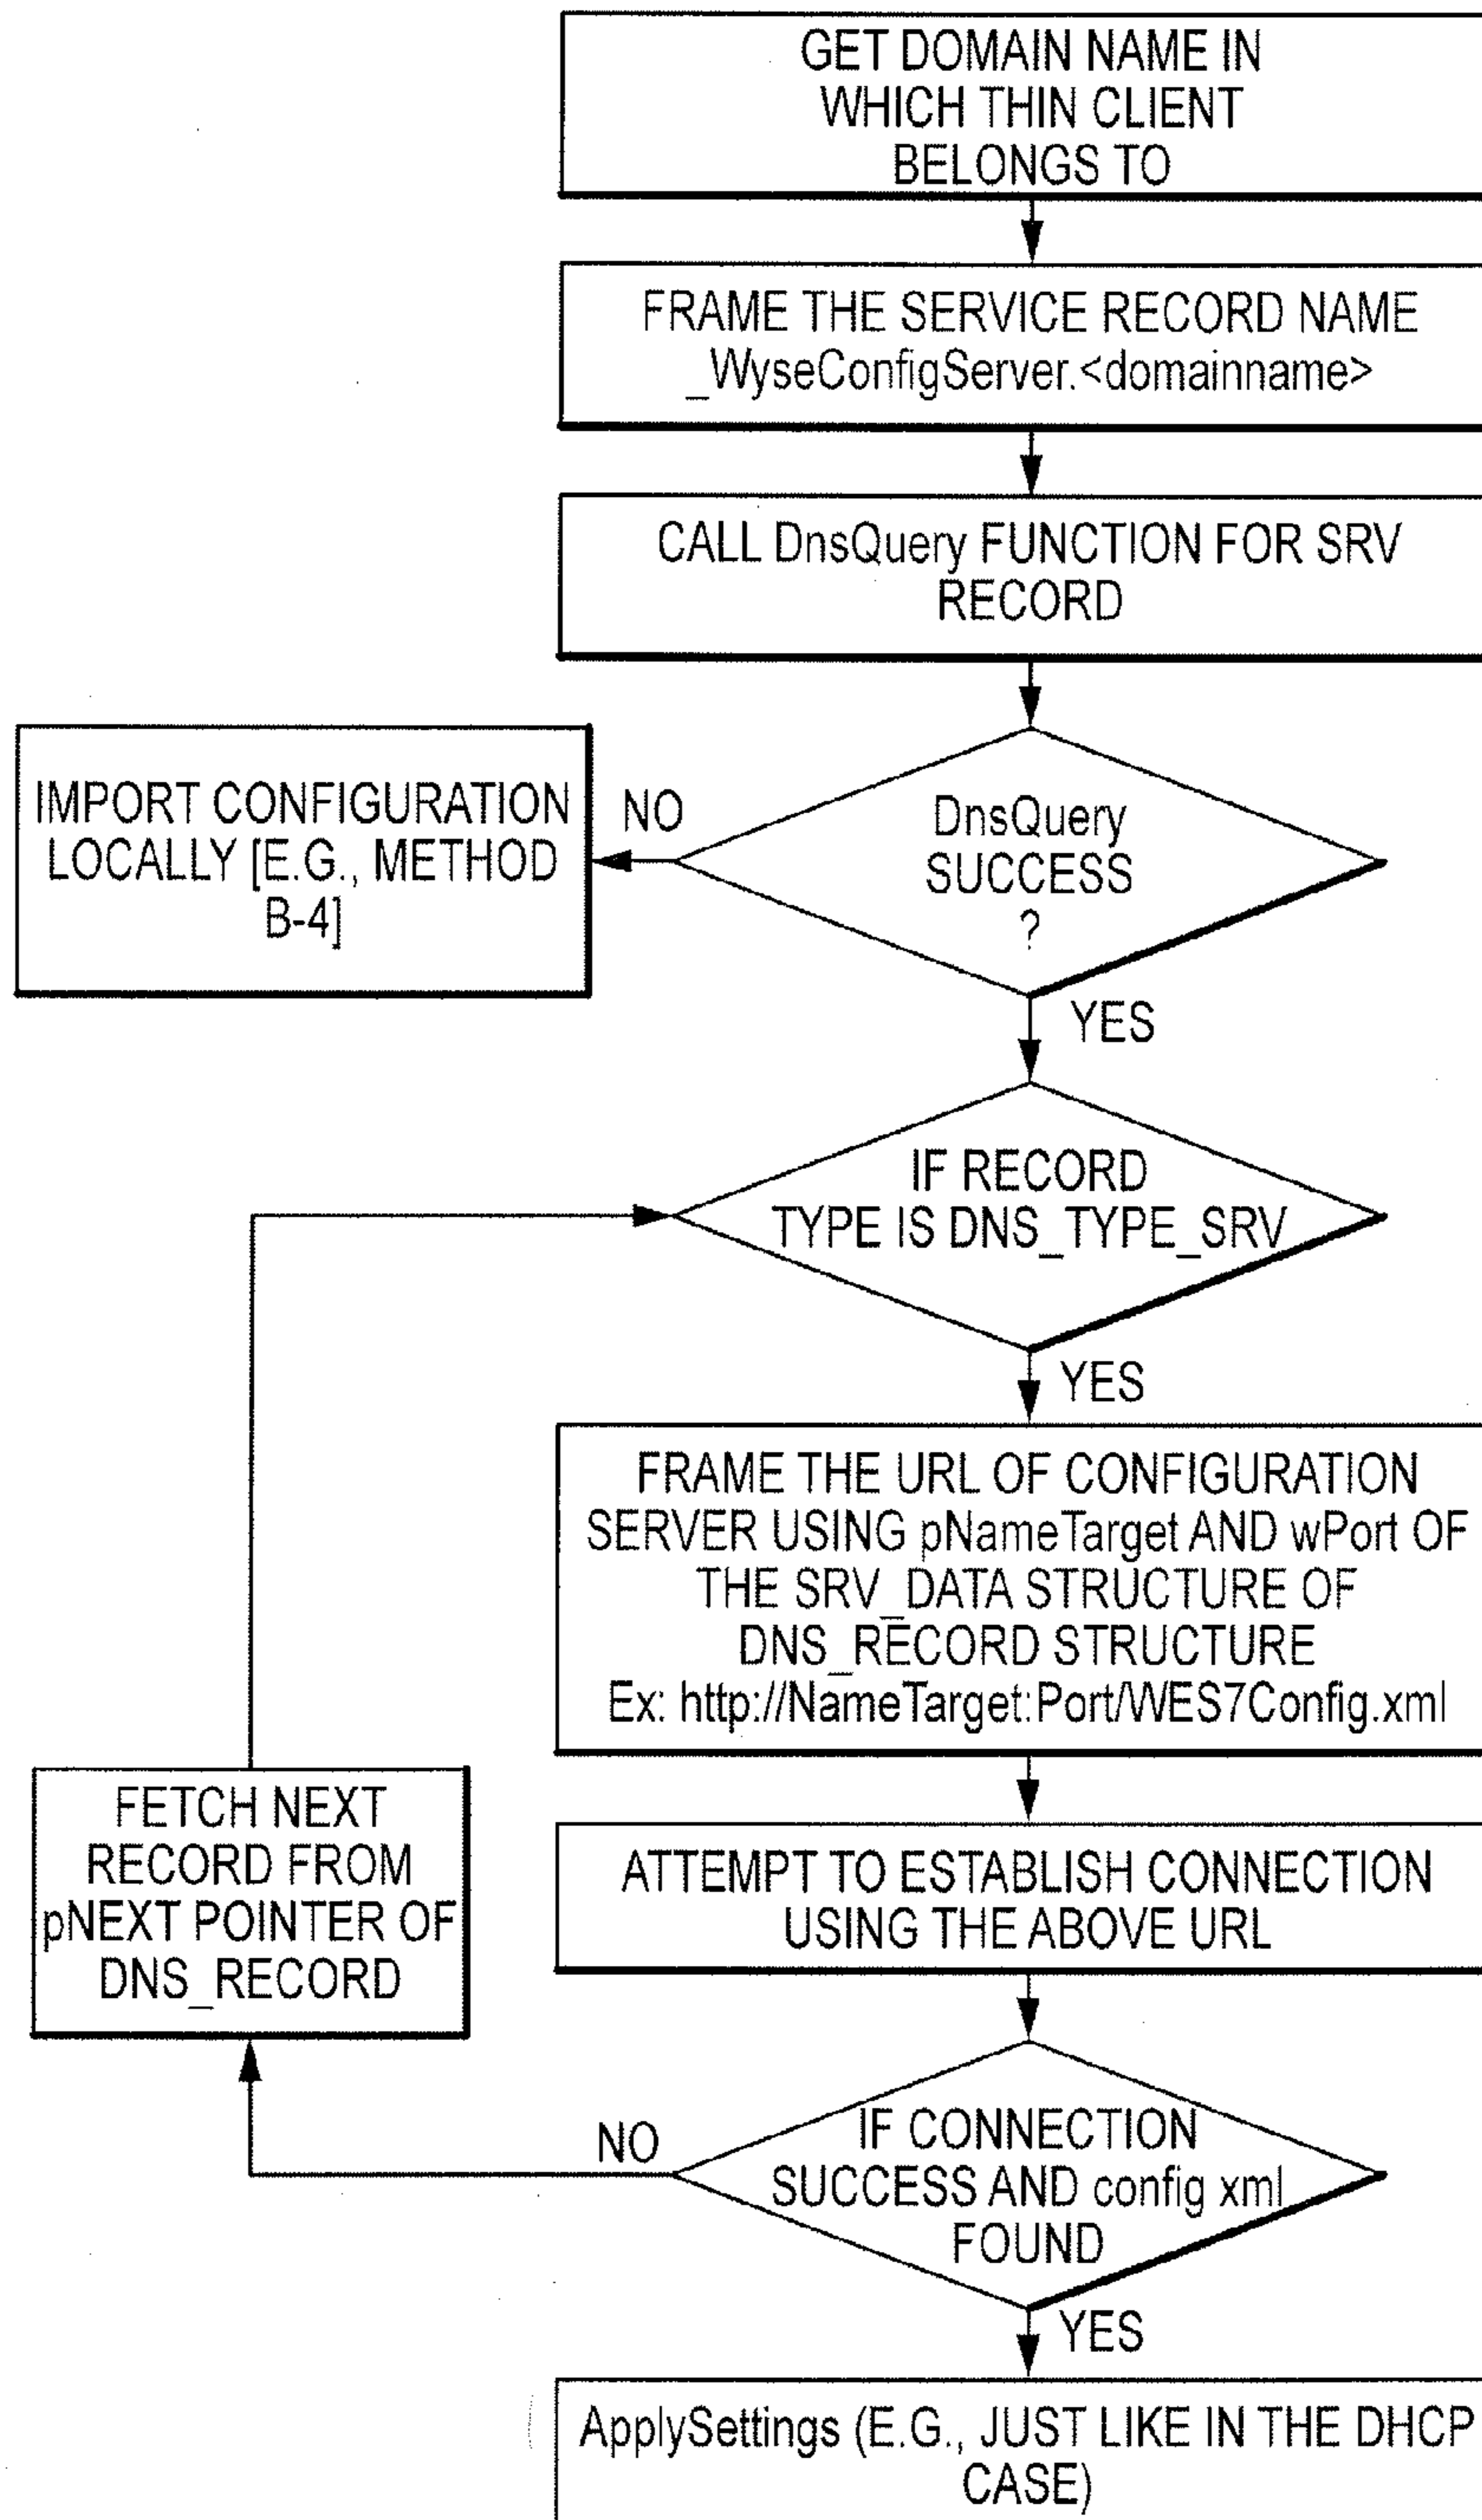 GET DOMAIN NAME IN
WHICH THIN CLIENT
BELONGS TO
FRAME THE SERVICE RECORD NAME
_WyseConfigServer.<domainname>
CALL DnsQuery FUNCTION FOR SRV
RECORD
DnsQuery
SUCCESS
?
NO
IMPORT CONFIGURATION
LOCALLY [E.G., METHOD
B-4]
YES
IF RECORD
TYPE IS DNS_TYPE_SRV
YES
FRAME THE URL OF CONFIGURATION
SERVER USING pNameTarget AND wPort OF
THE SRV_DATA STRUCTURE OF
DNS_RECORD STRUCTURE
Ex: http://NameTarget:Port/WES7Config.xml
FETCH NEXT
RECORD FROM
pNEXT POINTER OF
DNS_RECORD
ATTEMPT TO ESTABLISH CONNECTION
USING THE ABOVE URL
NO
IF CONNECTION
SUCCESS AND config xml
FOUND
YES
ApplySettings (E.G., JUST LIKE IN THE DHCP
CASE)